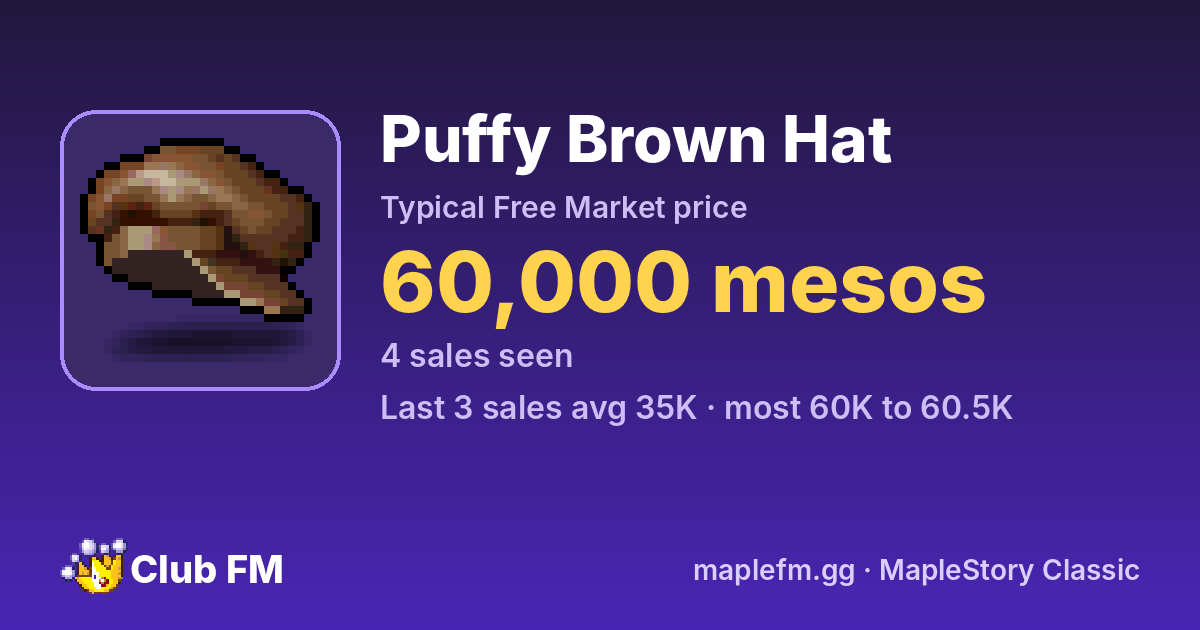 Puffy Brown Hat
Typical Free Market price
60,000 mesos
4 sales seen
Last 3 sales avg 35K · most 60K to 60.5K
Club FM
maplefm.gg · MapleStory Classic